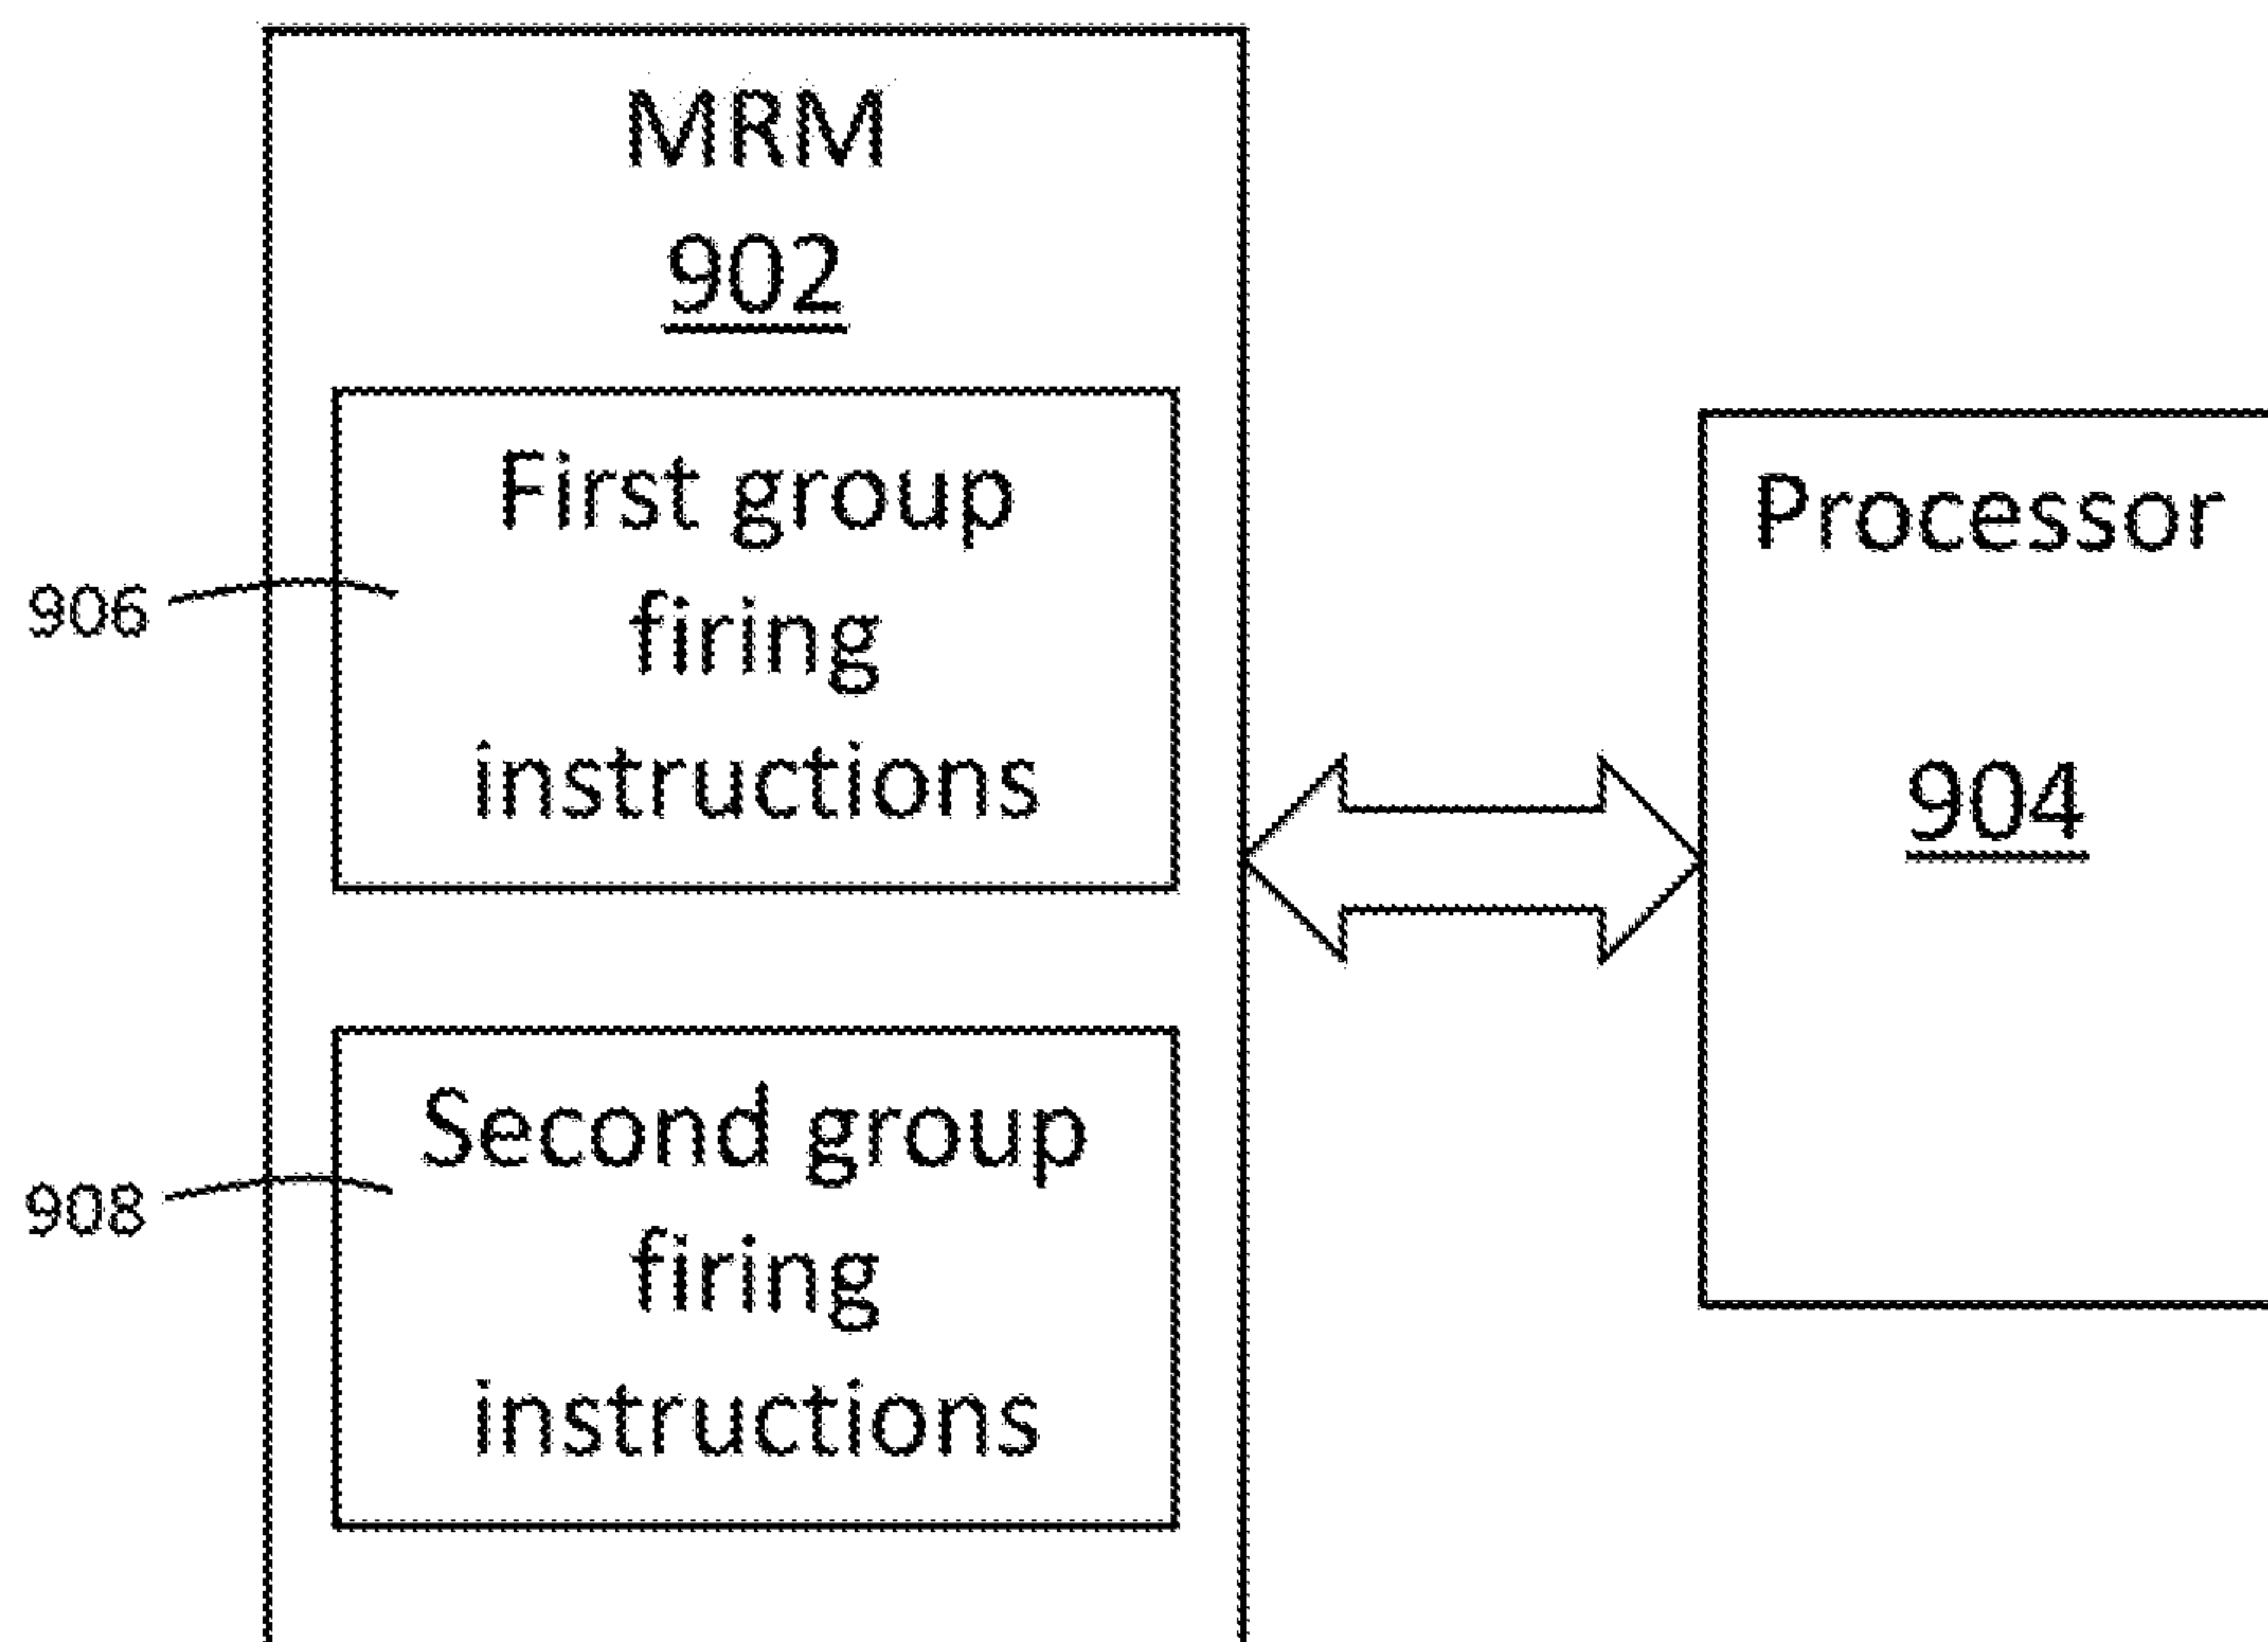 MRM
902
First group
firing
instructions
906
Processor
904
Second group
firing
instructions
908